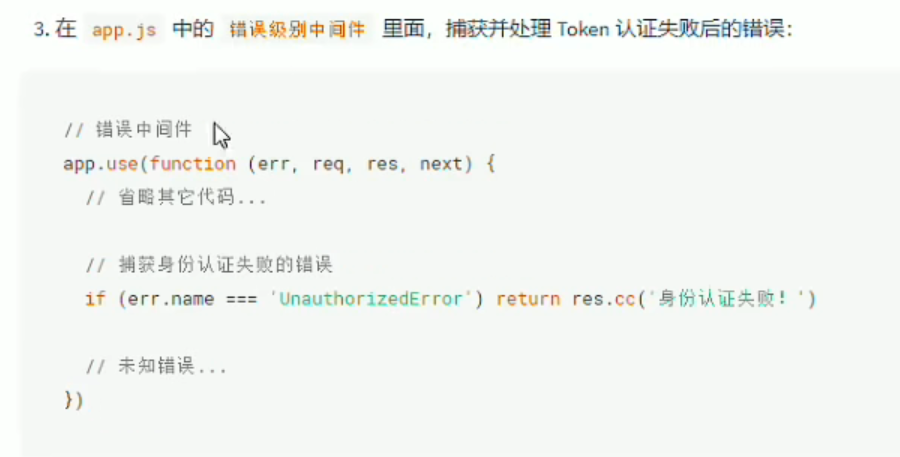 3. 在 app.js 中的 错误级别中间件 里面，捕获并处理 Token 认证失败后的错误：
// 错误中间件
app.use(function (err, req, res, next) {
// 省略其它代码...
// 捕获身份认证失败的错误
if (err.name === 'UnauthorizedError') return res.cc('身份认证失败！')
// 未知错误...
})